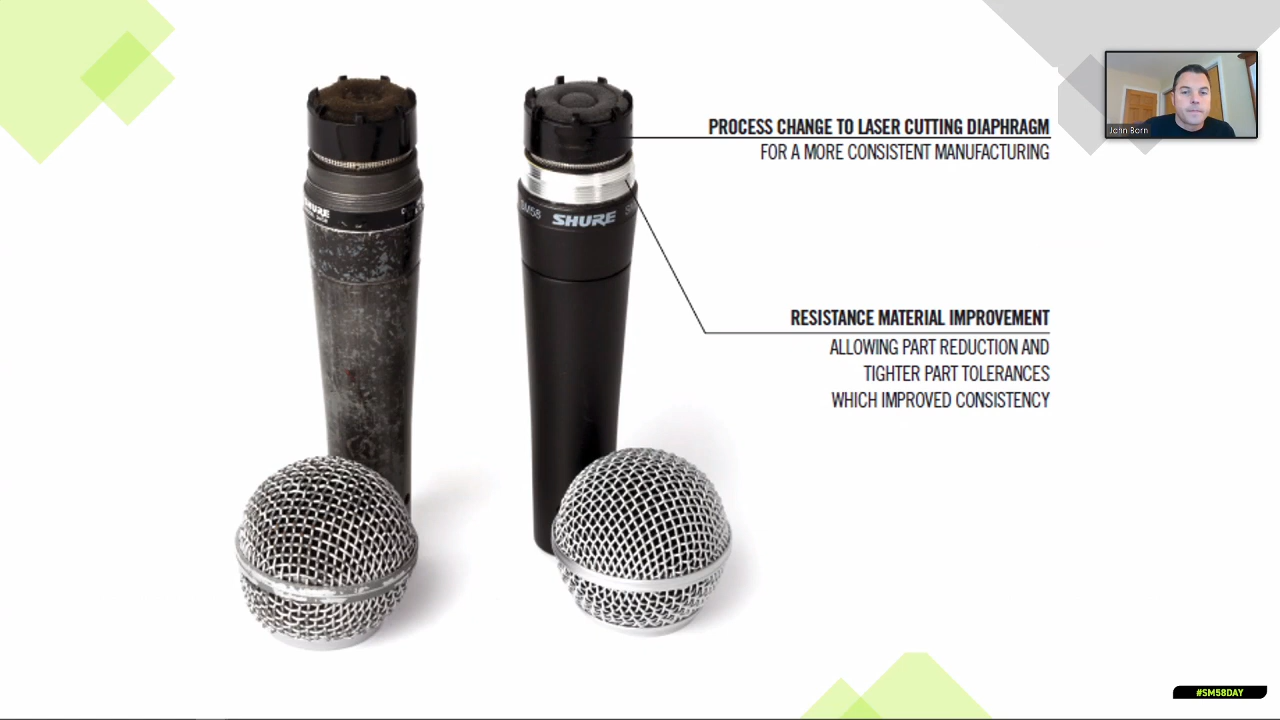 PROCESS CHANGE TO LASER CUTTING DIAPHRAGM
FOR A MORE CONSISTENT MANUFACTURING
John Born
SHURE
SM58 SHURE
RESISTANCE MATERIAL IMPROVEMENT
ALLOWING PART REDUCTION AND
TIGHTER PART TOLERANCES
WHICH IMPROVED CONSISTENCY
#SM58DAY